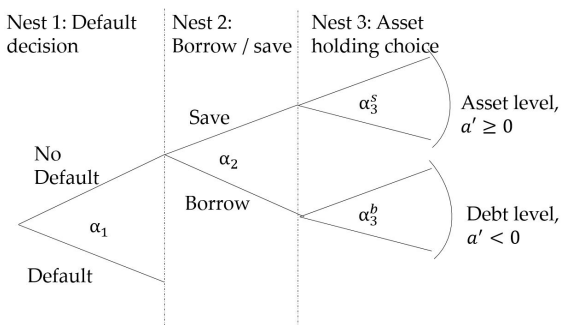 Nest 1: Default
decision
Nest 2:
Borrow / save
Nest 3: Asset
holding choice
Save
α₃ˢ
Asset level,
a′ ≥ 0
No
Default
α₂
Borrow
α₁
α₃ᵇ
Debt level,
a′ < 0
Default